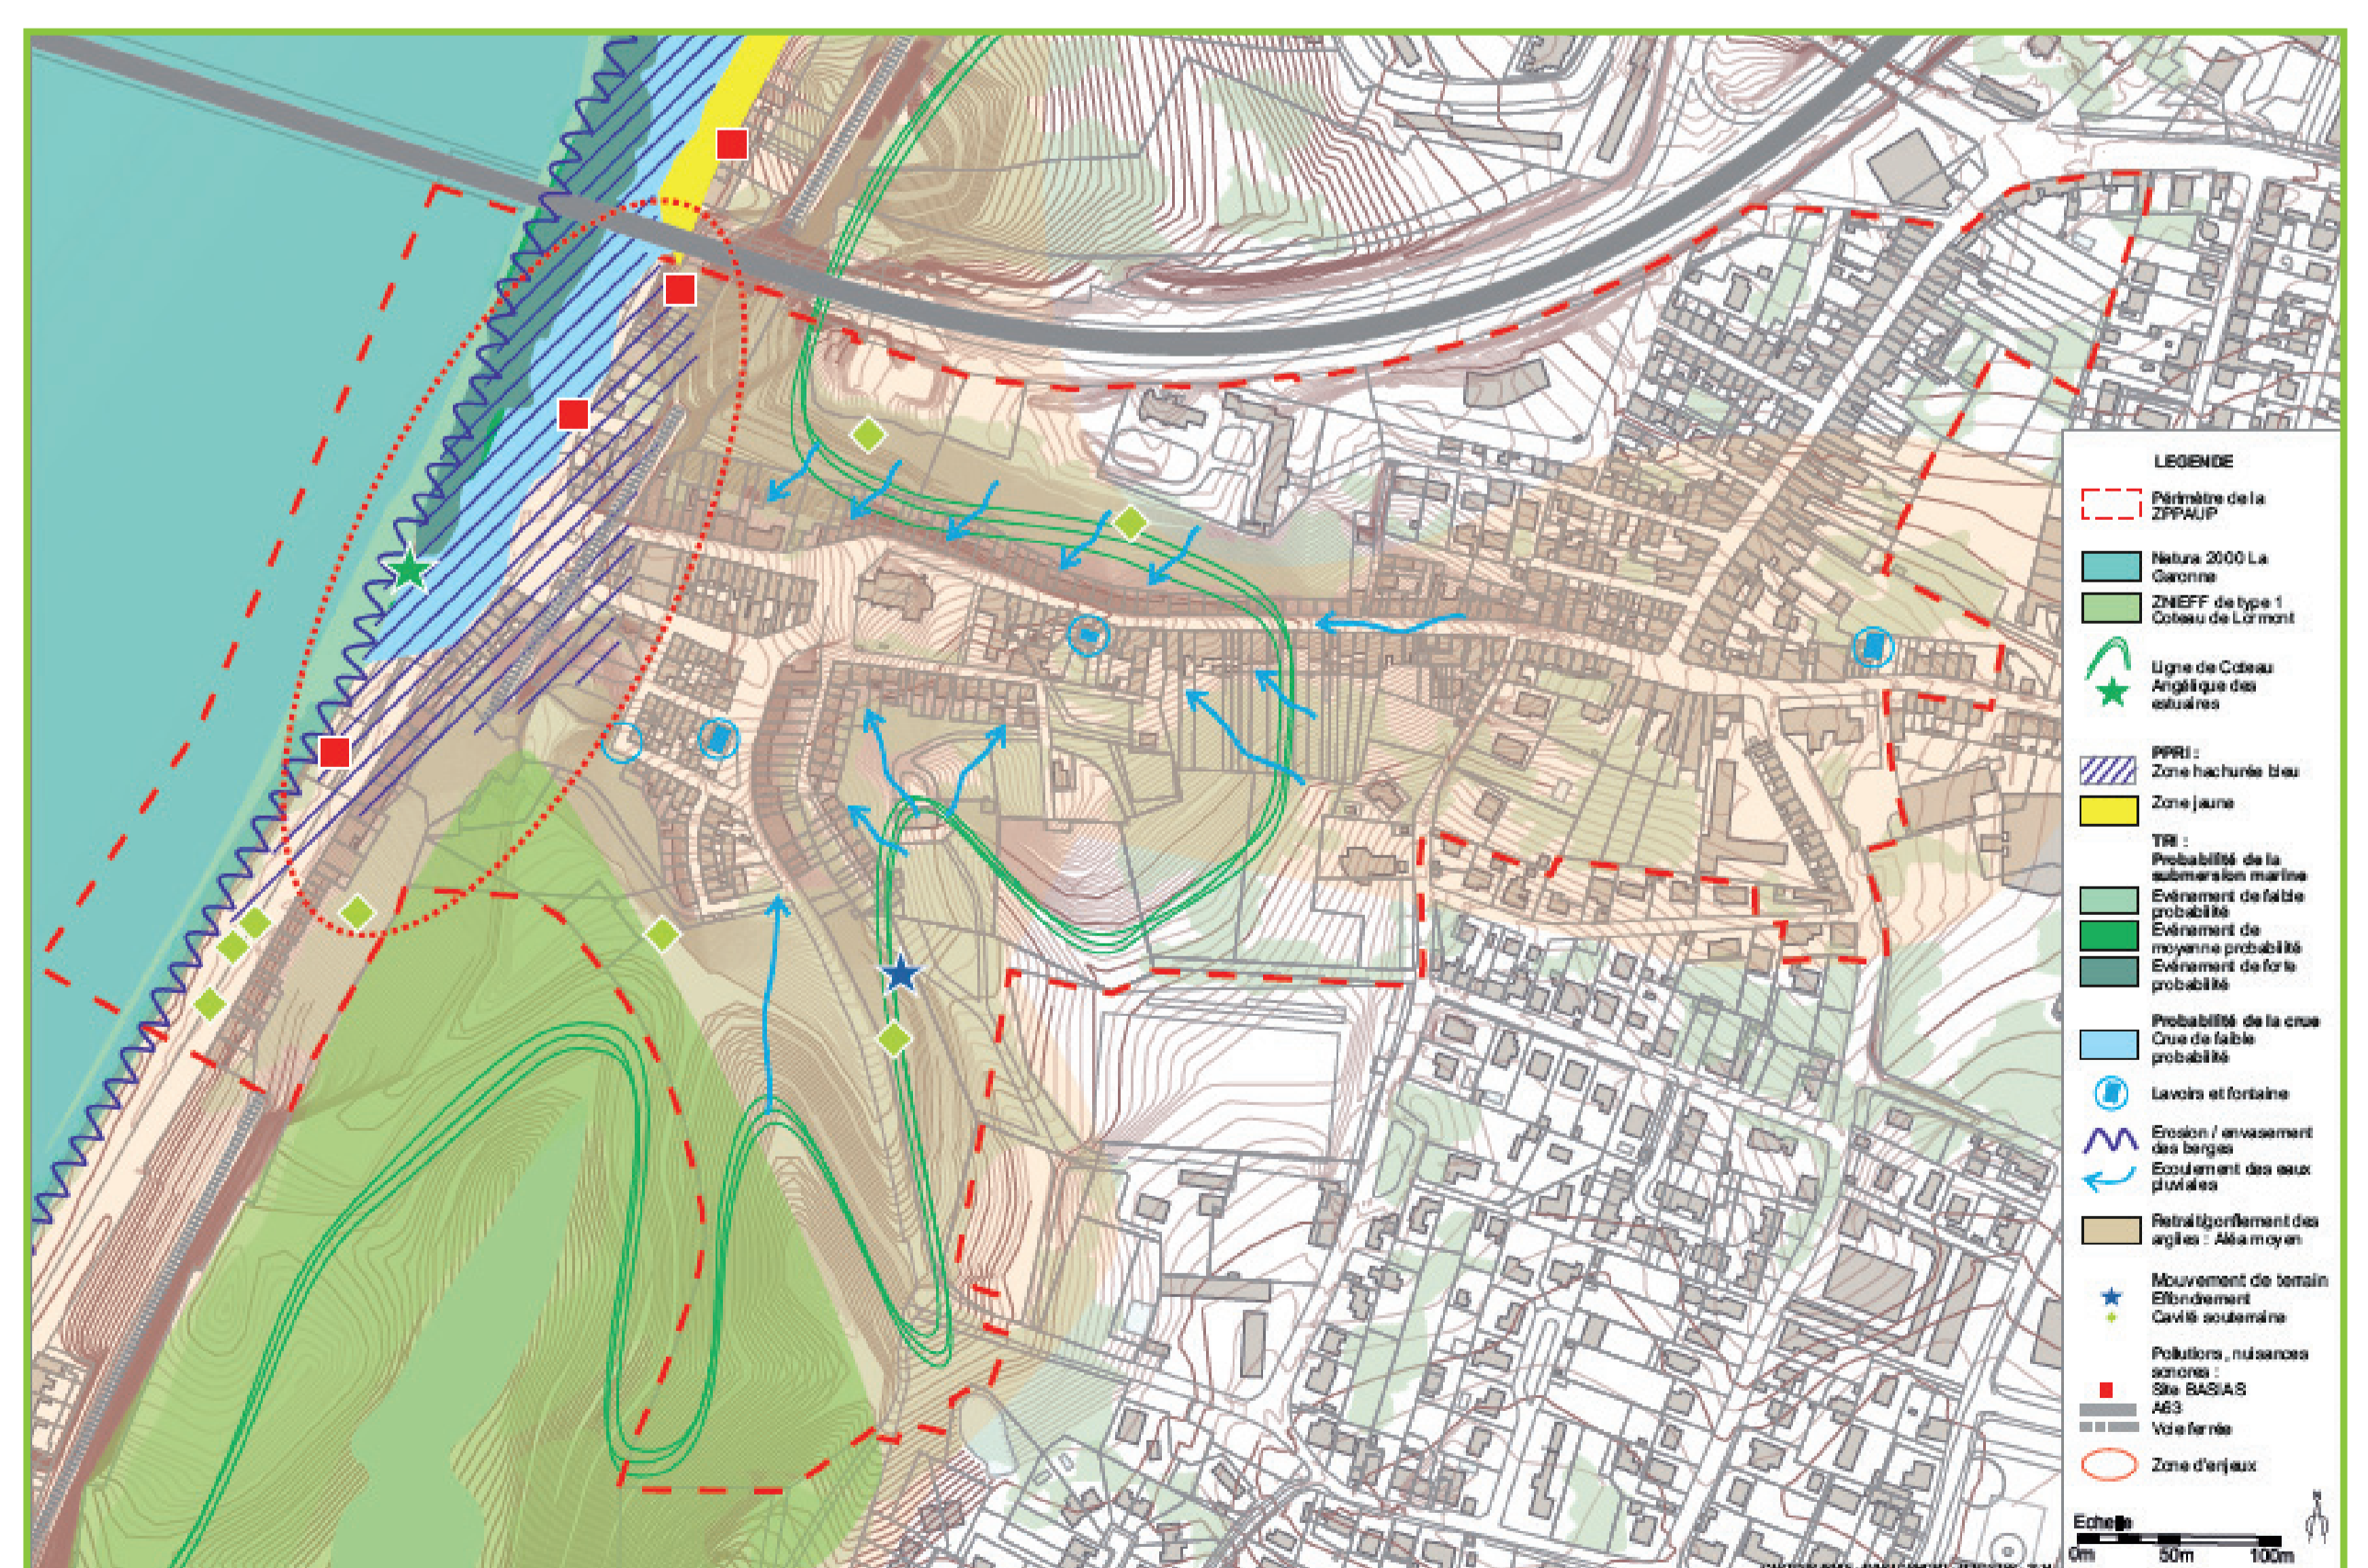 LEGENDE
Périmètre de la
ZPPAUP
Natura 2000 La
Garonne
ZNIEFF de type 1
Coteau de Lormont
Ligne de Coteau
Angélique des
estuaires
PPRI :
Zone hachurée bleu
Zone jaune
TRI :
Probabilité de la
submersion marine
Evénement de faible
probabilité
Evénement de
moyenne probabilité
Evénement de forte
probabilité
Probabilité de la crue
Crue de faible
probabilité
Lavoirs et fontaine
Erosion / envasement
des berges
Ecoulement des eaux
pluviales
Retrait/gonflement des
argiles : Aléa moyen
Mouvement de terrain
Effondrement
Cavité souterraine
Pollutions, nuisances
sonores :
Site BASIAS
A63
Voie ferrée
Zone d'enjeux
N
Echelle
0m 50m 100m